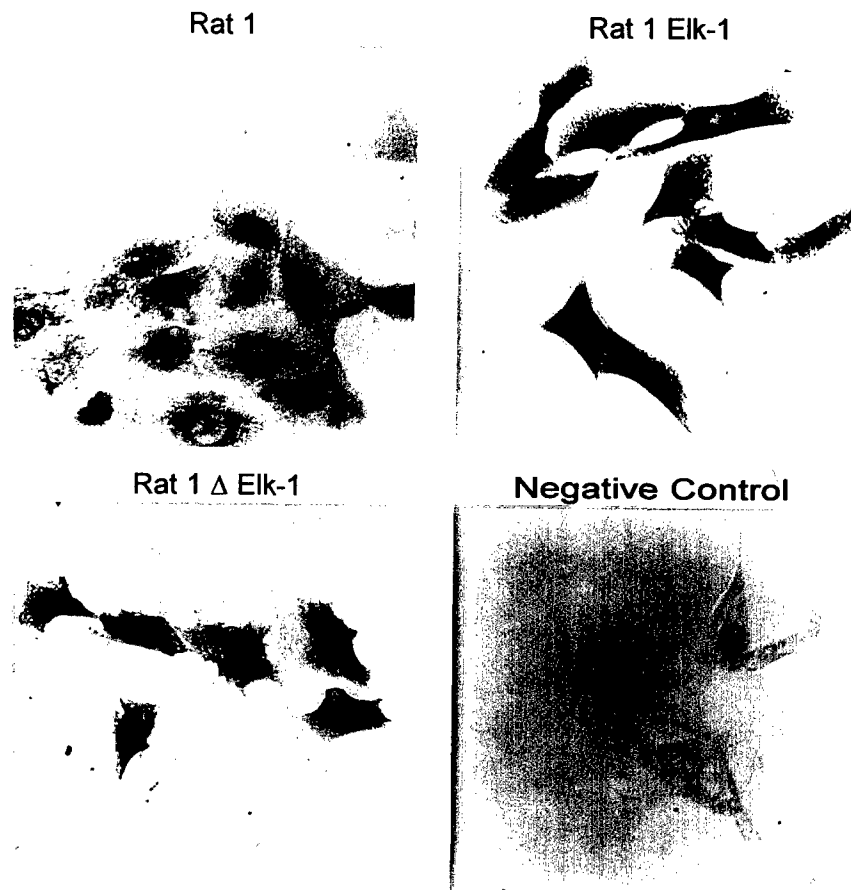 Rat 1
Rat 1 Elk-1
Rat 1 Δ Elk-1
Negative Control